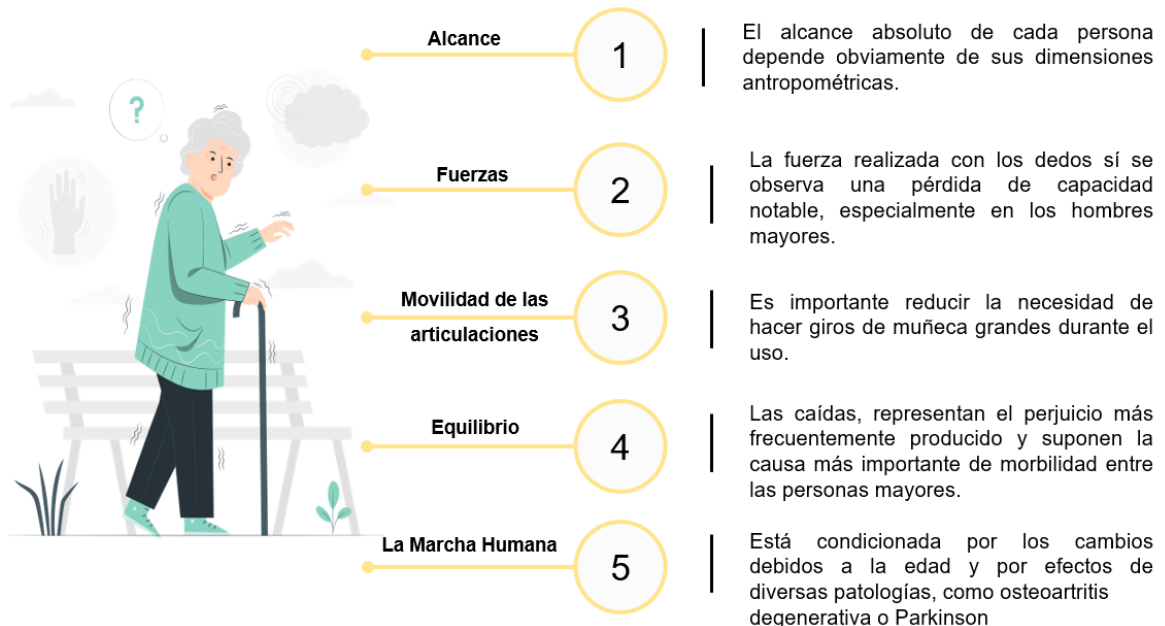 ?
Alcance
1
El alcance absoluto de cada persona
depende obviamente de sus dimensiones
antropométricas.
Fuerzas
2
La fuerza realizada con los dedos sí se
observa una pérdida de capacidad
notable, especialmente en los hombres
mayores.
Movilidad de las
articulaciones
3
Es importante reducir la necesidad de
hacer giros de muñeca grandes durante el
uso.
Equilibrio
4
Las caídas, representan el perjuicio más
frecuentemente producido y suponen la
causa más importante de morbilidad entre
las personas mayores.
La Marcha Humana
5
Está condicionada por los cambios
debidos a la edad y por efectos de
diversas patologías, como osteoartritis
degenerativa o Parkinson